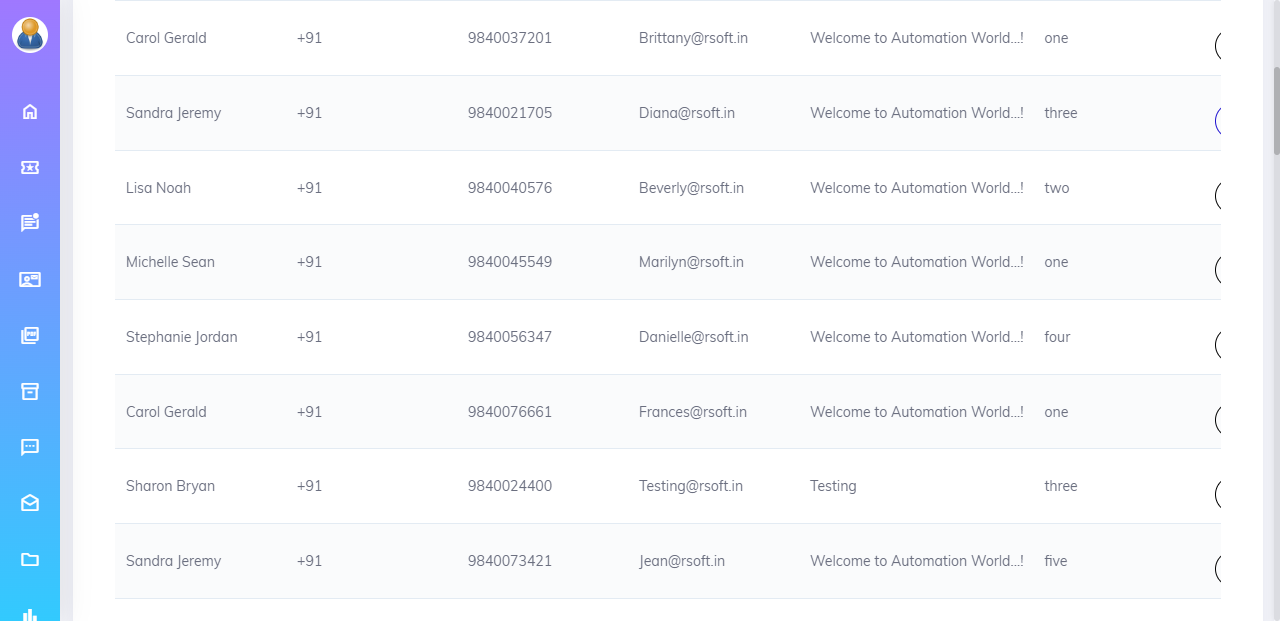 Carol Gerald +91 9840037201 Brittany@rsoft.in Welcome to Automation World...! one
Sandra Jeremy +91 9840021705 Diana@rsoft.in Welcome to Automation World...! three
Lisa Noah +91 9840040576 Beverly@rsoft.in Welcome to Automation World...! two
Michelle Sean +91 9840045549 Marilyn@rsoft.in Welcome to Automation World...! one
Stephanie Jordan +91 9840056347 Danielle@rsoft.in Welcome to Automation World...! four
Carol Gerald +91 9840076661 Frances@rsoft.in Welcome to Automation World...! one
Sharon Bryan +91 9840024400 Testing@rsoft.in Testing three
Sandra Jeremy +91 9840073421 Jean@rsoft.in Welcome to Automation World...! five